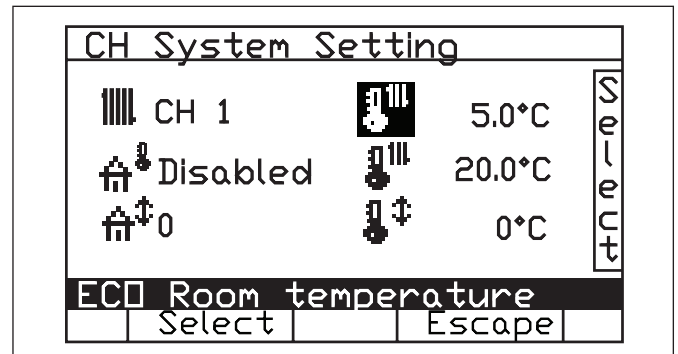 CH System Setting
CH 1 5.0°C
Disabled 20.0°C
0 0°C
Select
ECO Room temperature
Select Escape